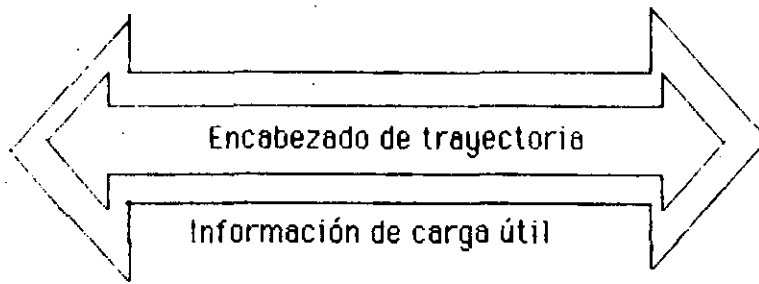 Encabezado de trayectoria
Información de carga útil